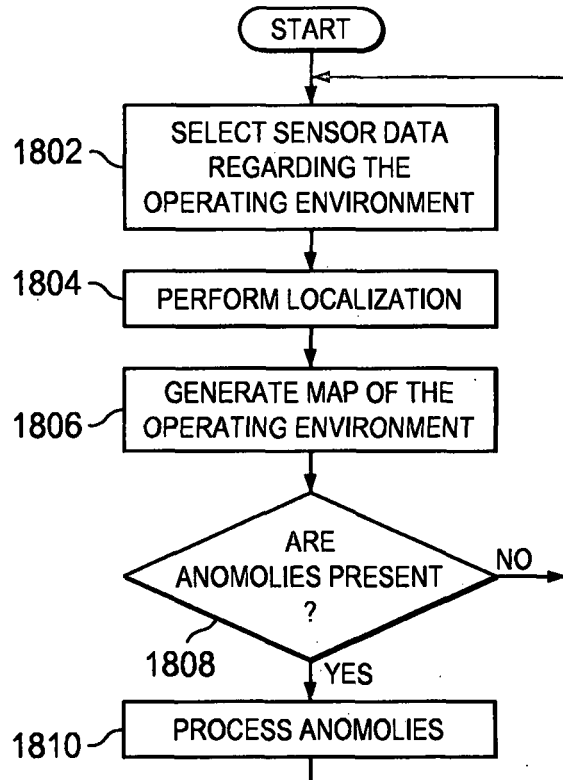 START
1802
SELECT SENSOR DATA
REGARDING THE
OPERATING ENVIRONMENT
1804
PERFORM LOCALIZATION
1806
GENERATE MAP OF THE
OPERATING ENVIRONMENT
ARE
ANOMOLIES PRESENT
?
NO
1808
YES
1810
PROCESS ANOMOLIES